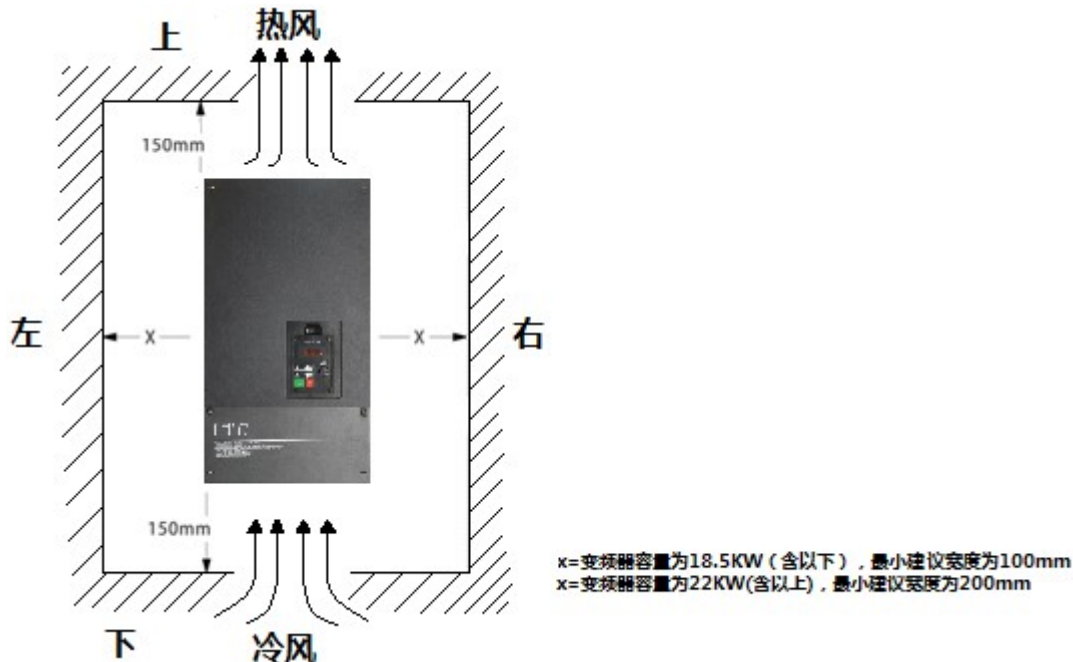 上
热风
150mm
左
X
X
右
150mm
下
冷风
x=变频器容量为18.5KW（含以下），最小建议宽度为100mm
x=变频器容量为22KW(含以上)，最小建议宽度为200mm